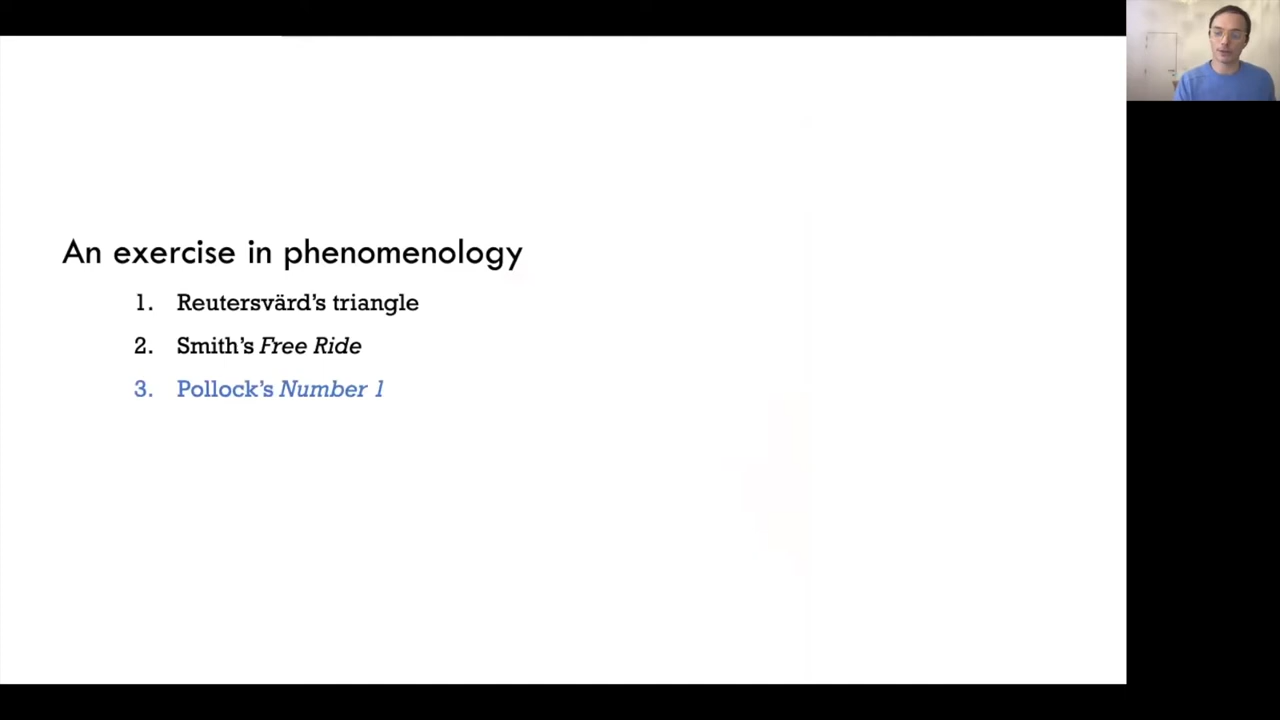 An exercise in phenomenology
1. Reutersvärd’s triangle
2. Smith’s Free Ride
3. Pollock’s Number 1